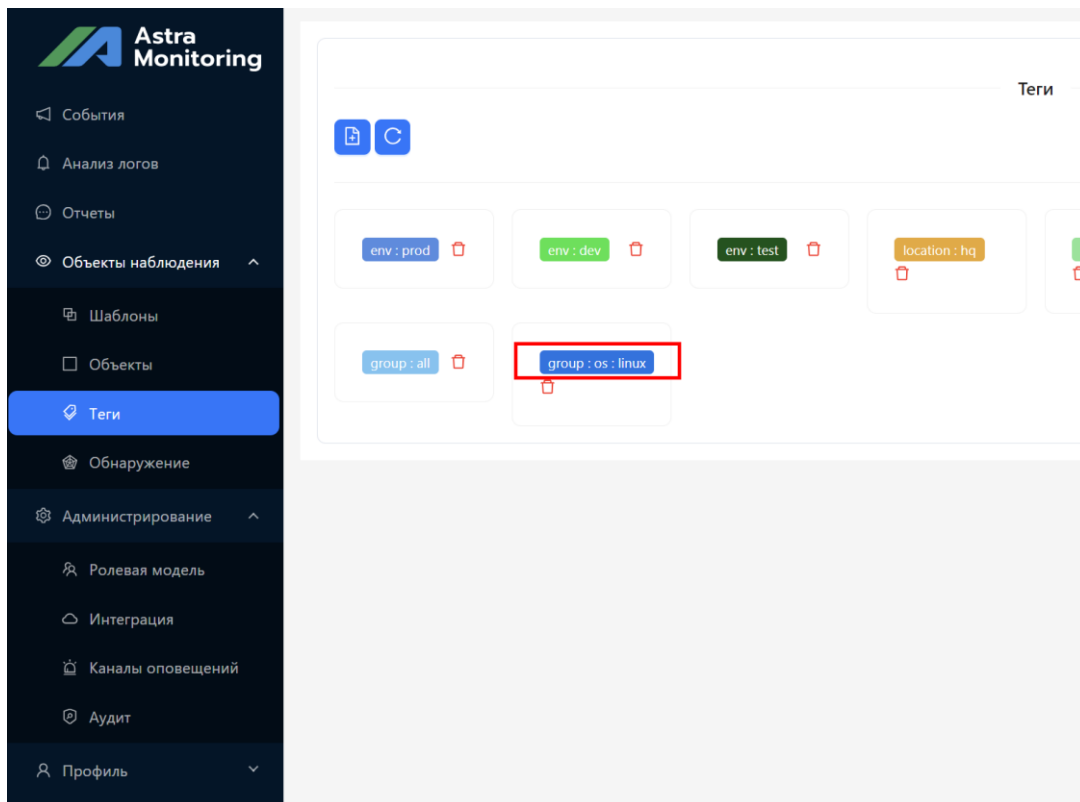 Astra
Monitoring
События
Анализ логов
Отчеты
Объекты наблюдения
Шаблоны
Объекты
Теги
Обнаружение
Администрирование
Ролевая модель
Интеграция
Каналы оповещений
Аудит
Профиль
Теги
env : prod
env : dev
env : test
location : hq
group : all
group : os : linux